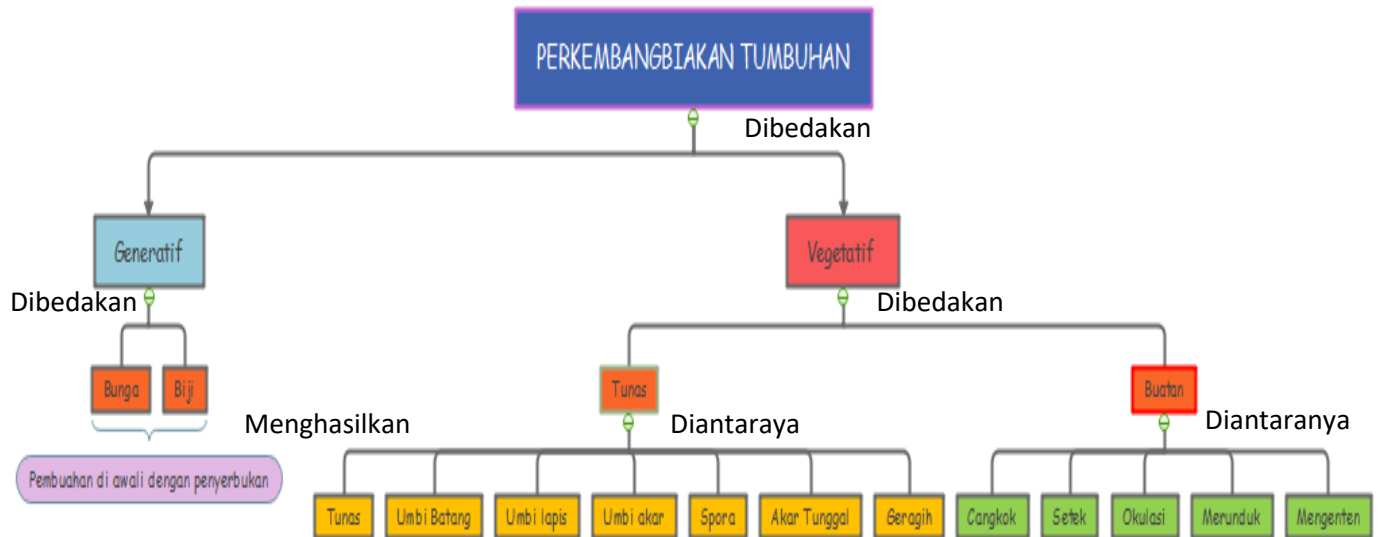 PERKEMBANGBIAKAN TUMBUHAN
Dibedakan
Generatif
Vegetatif
Dibedakan
Dibedakan
Bunga
Biji
Tunas
Buatan
Menghasilkan
Diantaraya
Diantaranya
Pembuahan di awali dengan penyerbukan
Tunas
Umbi Batang
Umbi lapis
Umbi akar
Spora
Akar Tunggal
Geragih
Cangkok
Setek
Okulasi
Merunduk
Mengenten